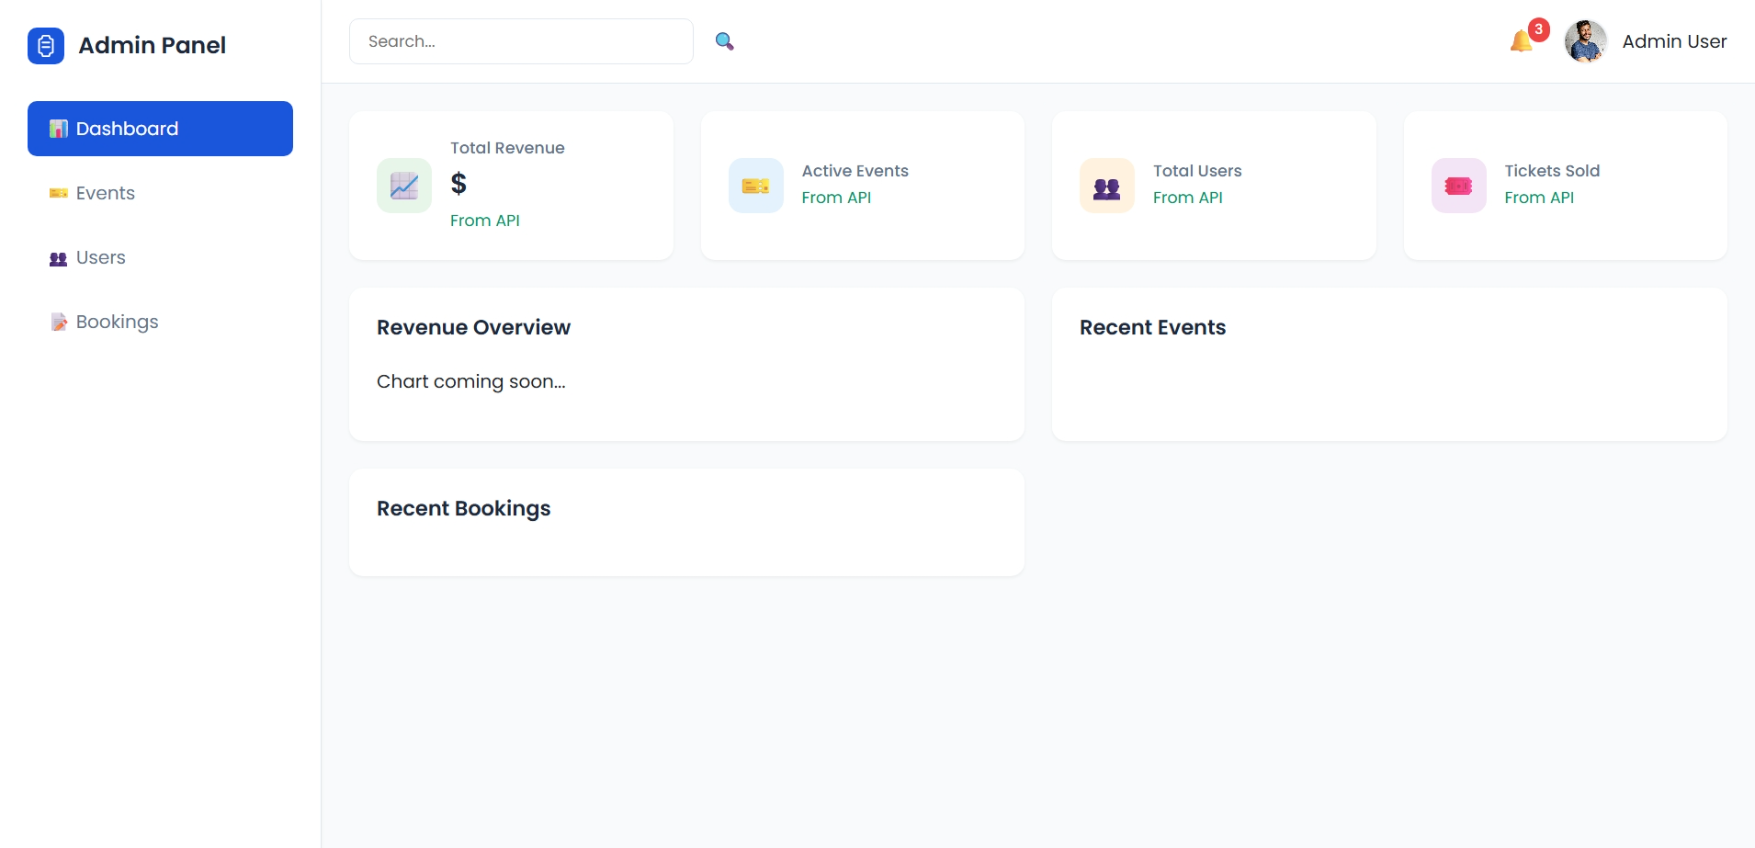 Admin Panel
Dashboard
Events
Users
Bookings
Search...
3
Admin User
Total Revenue
$
From API
Active Events
From API
Total Users
From API
Tickets Sold
From API
Revenue Overview
Chart coming soon...
Recent Events
Recent Bookings